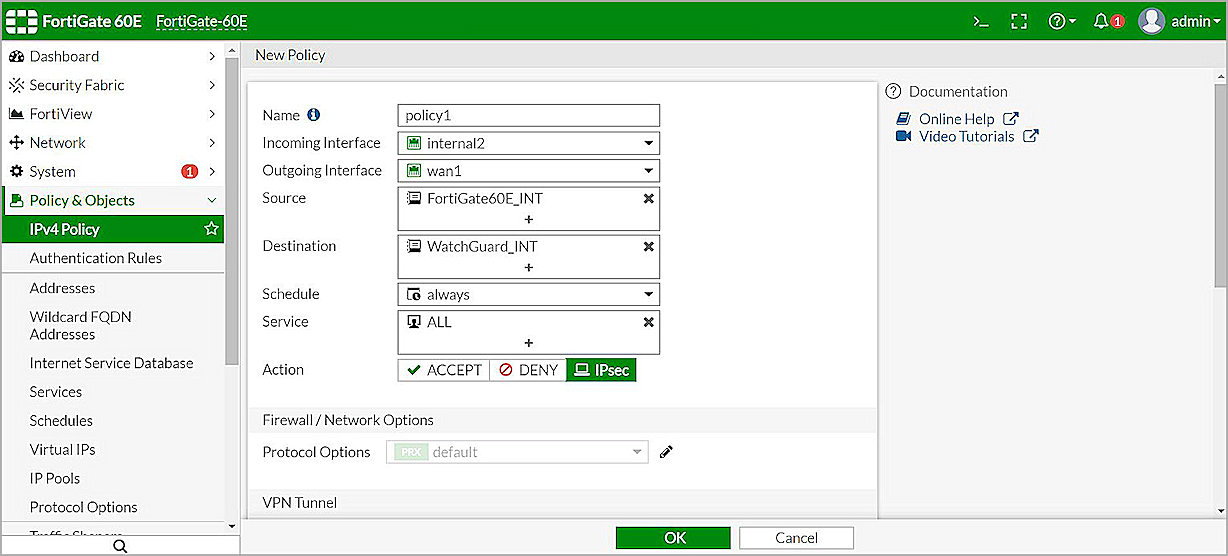 FortiGate 60E FortiGate-60E >_ 1 admin
Dashboard
Security Fabric
FortiView
Network
System 1
Policy & Objects
IPv4 Policy
Authentication Rules
Addresses
Wildcard FQDN
Addresses
Internet Service Database
Services
Schedules
Virtual IPs
IP Pools
Protocol Options
Traffic Shapers
New Policy
Name policy1
Incoming Interface internal2
Outgoing Interface wan1
Source FortiGate60E_INT
+
Destination WatchGuard_INT
+
Schedule always
Service ALL
+
Action ACCEPT DENY IPsec
Firewall / Network Options
Protocol Options PRX default
VPN Tunnel
OK Cancel
Documentation
Online Help
Video Tutorials